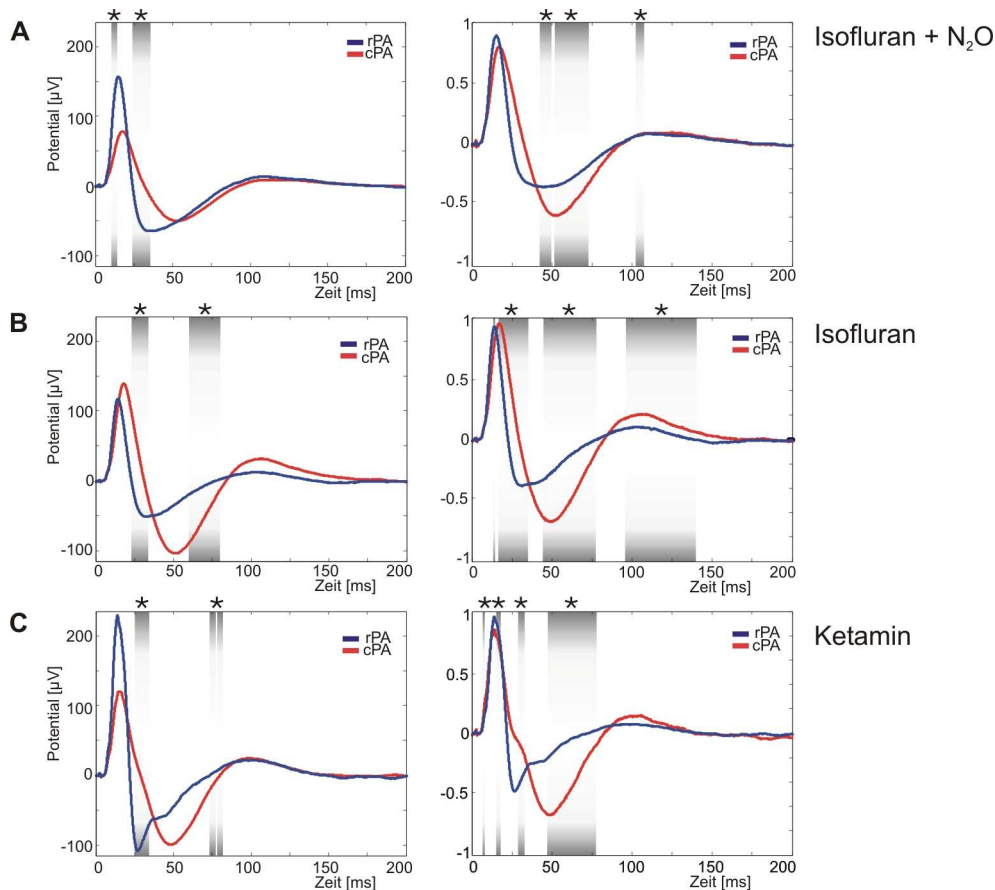 A
* *
Potential [µV]
200
100
0
-100
rPA
cPA
0 50 100 150 200
Zeit [ms]
* * *
1
0.5
0
-0.5
-1
rPA
cPA
0 50 100 150 200
Zeit [ms]
Isofluran + N₂O
B
* *
Potential [µV]
200
100
0
-100
rPA
cPA
0 50 100 150 200
Zeit [ms]
* * *
1
0.5
0
-0.5
-1
rPA
cPA
0 50 100 150 200
Zeit [ms]
Isofluran
C
* *
Potential [µV]
200
100
0
-100
rPA
cPA
0 50 100 150 200
Zeit [ms]
** * *
1
0.5
0
-0.5
-1
rPA
cPA
0 50 100 150 200
Zeit [ms]
Ketamin